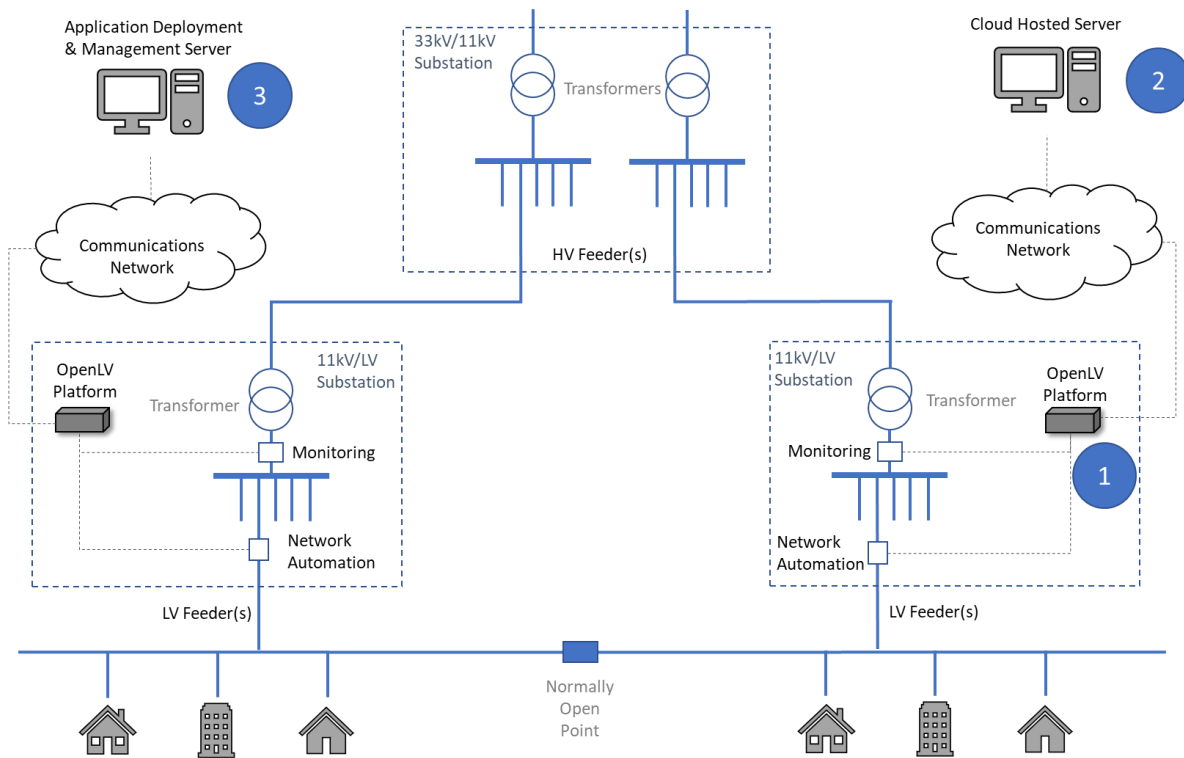 Application Deployment
& Management Server
3
33kV/11kV
Substation
Transformers
Cloud Hosted Server
2
Communications
Network
HV Feeder(s)
Communications
Network
OpenLV
Platform
11kV/LV
Substation
Transformer
Monitoring
Network
Automation
LV Feeder(s)
11kV/LV
Substation
Transformer
OpenLV
Platform
Monitoring
1
Network
Automation
LV Feeder(s)
Normally
Open
Point